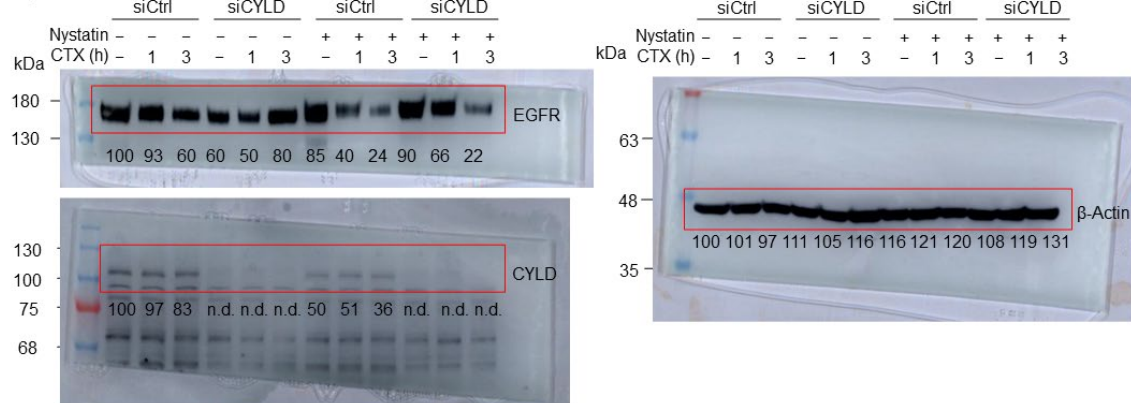 siCtrl siCYLD siCtrl siCYLD
Nystatin – – – – – – + + + + + +
kDa CTX (h) – 1 3 – 1 3 – 1 3 – 1 3
180
130
EGFR
100 93 60 60 50 80 85 40 24 90 66 22
130
100
75
68
CYLD
100 97 83 n.d. n.d. n.d. 50 51 36 n.d. n.d. n.d.
siCtrl siCYLD siCtrl siCYLD
Nystatin – – – – – – + + + + + +
kDa CTX (h) – 1 3 – 1 3 – 1 3 – 1 3
63
48
35
β-Actin
100 101 97 111 105 116 116 121 120 108 119 131